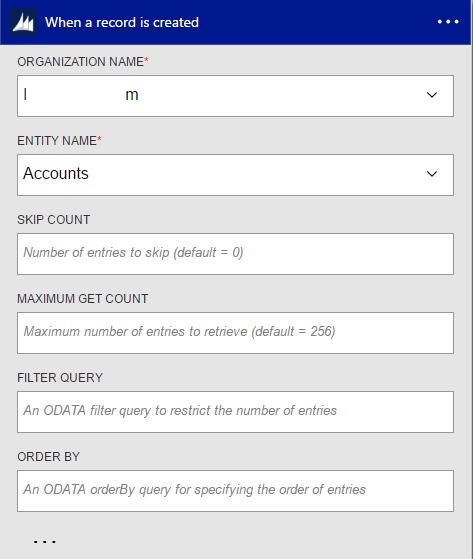 When a record is created
ORGANIZATION NAME*
l m
ENTITY NAME*
Accounts
SKIP COUNT
Number of entries to skip (default = 0)
MAXIMUM GET COUNT
Maximum number of entries to retrieve (default = 256)
FILTER QUERY
An ODATA filter query to restrict the number of entries
ORDER BY
An ODATA orderBy query for specifying the order of entries